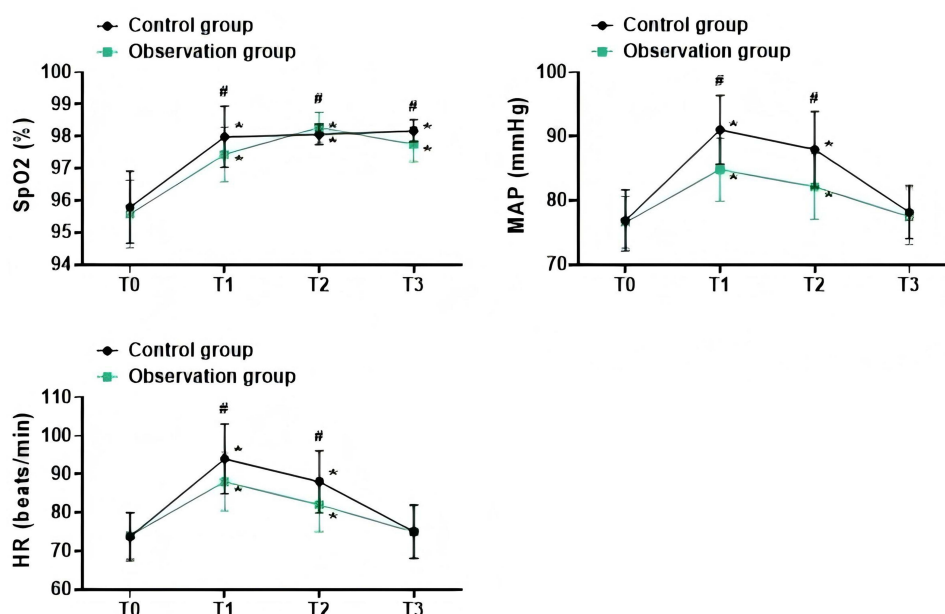 Control group
Observation group
SpO2 (%)
100
99
98
97
96
95
94
#
#
#
*
*
*
*
*
*
T0
T1
T2
T3
Control group
Observation group
MAP (mmHg)
100
90
80
70
#
#
*
*
*
*
T0
T1
T2
T3
Control group
Observation group
HR (beats/min)
110
100
90
80
70
60
#
#
*
*
*
*
T0
T1
T2
T3